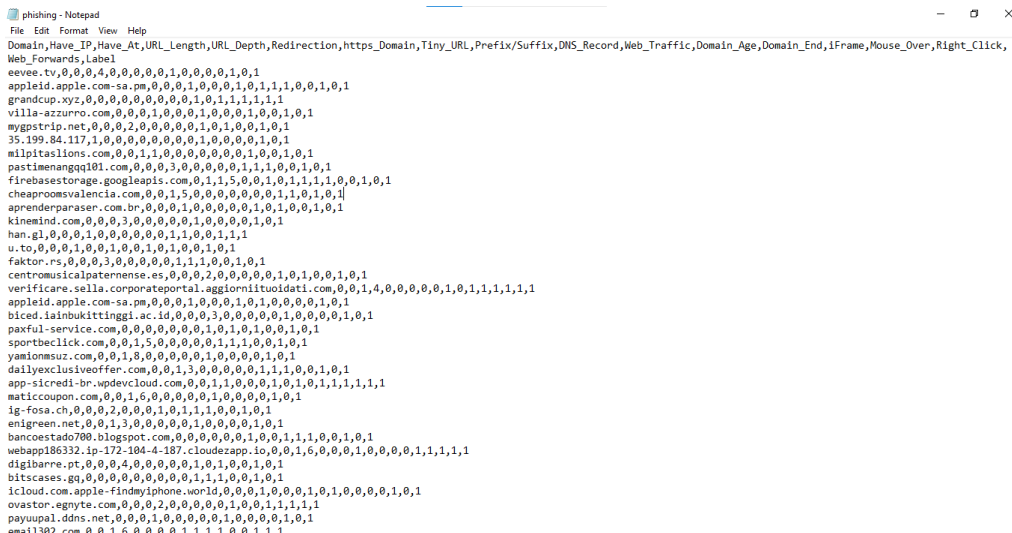 phishing - Notepad
File Edit Format View Help
Domain,Have_IP,Have_At,URL_Length,URL_Depth,Redirection,https_Domain,Tiny_URL,Prefix/Suffix,DNS_Record,Web_Traffic,Domain_Age,Domain_End,iFrame,Mouse_Over,Right_Click,
Web_Forwards,Label
eevee.tv,0,0,0,4,0,0,0,0,0,1,0,0,0,0,1,0,1
appleid.apple.com-sa.pm,0,0,0,1,0,0,0,1,0,1,1,1,0,0,1,0,1
grandcup.xyz,0,0,0,0,0,0,0,0,0,1,0,1,1,1,1,1,1
villa-azzurro.com,0,0,0,1,0,0,0,1,0,0,0,1,0,0,1,0,1
mygpstrip.net,0,0,0,2,0,0,0,0,0,1,0,1,0,0,1,0,1
35.199.84.117,1,0,0,0,0,0,0,0,0,1,0,0,0,0,1,0,1
milpitaslions.com,0,0,1,1,0,0,0,0,0,0,0,1,0,0,1,0,1
pastimenangqq101.com,0,0,0,3,0,0,0,0,0,1,1,1,0,0,1,0,1
firebasestorage.googleapis.com,0,1,1,5,0,0,1,0,1,1,1,1,0,0,1,0,1
cheaproomsvalencia.com,0,0,1,5,0,0,0,0,0,0,0,1,1,0,1,0,1
aprenderparaser.com.br,0,0,0,1,0,0,0,0,0,1,0,1,0,0,1,0,1
kinemind.com,0,0,0,3,0,0,0,0,0,1,0,0,0,0,1,0,1
han.gl,0,0,0,1,0,0,0,0,0,0,1,1,0,0,1,1,1
u.to,0,0,0,1,0,0,1,0,0,1,0,1,0,0,1,0,1
faktor.rs,0,0,0,3,0,0,0,0,0,1,1,1,0,0,1,0,1
centromusicalpaternense.es,0,0,0,2,0,0,0,0,0,1,0,1,0,0,1,0,1
verificare.sella.corporateportal.aggiorniituoidati.com,0,0,1,4,0,0,0,0,0,1,0,1,1,1,1,1,1
appleid.apple.com-sa.pm,0,0,0,1,0,0,0,1,0,1,0,0,0,0,1,0,1
biced.iainbukittinggi.ac.id,0,0,0,3,0,0,0,0,0,1,0,0,0,0,1,0,1
paxful-service.com,0,0,0,0,0,0,0,1,0,1,0,1,0,0,1,0,1
sportbeclick.com,0,0,1,5,0,0,0,0,0,1,1,1,0,0,1,0,1
yamionmsuz.com,0,0,1,8,0,0,0,0,0,1,0,0,0,0,1,0,1
dailyexclusiveoffer.com,0,0,1,3,0,0,0,0,0,1,1,1,0,0,1,0,1
app-sicredi-br.wpdevcloud.com,0,0,1,1,0,0,0,1,0,1,0,1,1,1,1,1,1
maticcoupon.com,0,0,1,6,0,0,0,0,0,1,0,0,0,0,1,0,1
ig-fosa.ch,0,0,0,2,0,0,0,1,0,1,1,1,0,0,1,0,1
enigreen.net,0,0,1,3,0,0,0,0,0,1,0,0,0,0,1,0,1
bancoestado700.blogspot.com,0,0,0,0,0,0,1,0,0,1,1,1,0,0,1,0,1
webapp186332.ip-172-104-4-187.cloudezapp.io,0,0,1,6,0,0,0,1,0,0,0,0,1,1,1,1,1
digibarre.pt,0,0,0,4,0,0,0,0,0,1,0,1,0,0,1,0,1
bitscases.gq,0,0,0,0,0,0,0,0,0,1,1,1,0,0,1,0,1
icloud.com.apple-findmyiphone.world,0,0,0,1,0,0,0,1,0,1,0,0,0,0,1,0,1
ovastor.egnyte.com,0,0,0,2,0,0,0,0,0,1,0,0,1,1,1,1,1
payuupal.ddns.net,0,0,0,1,0,0,0,0,0,1,0,0,0,0,1,0,1
email302.com,0,0,1,6,0,0,0,0,1,1,1,1,0,0,1,1,1